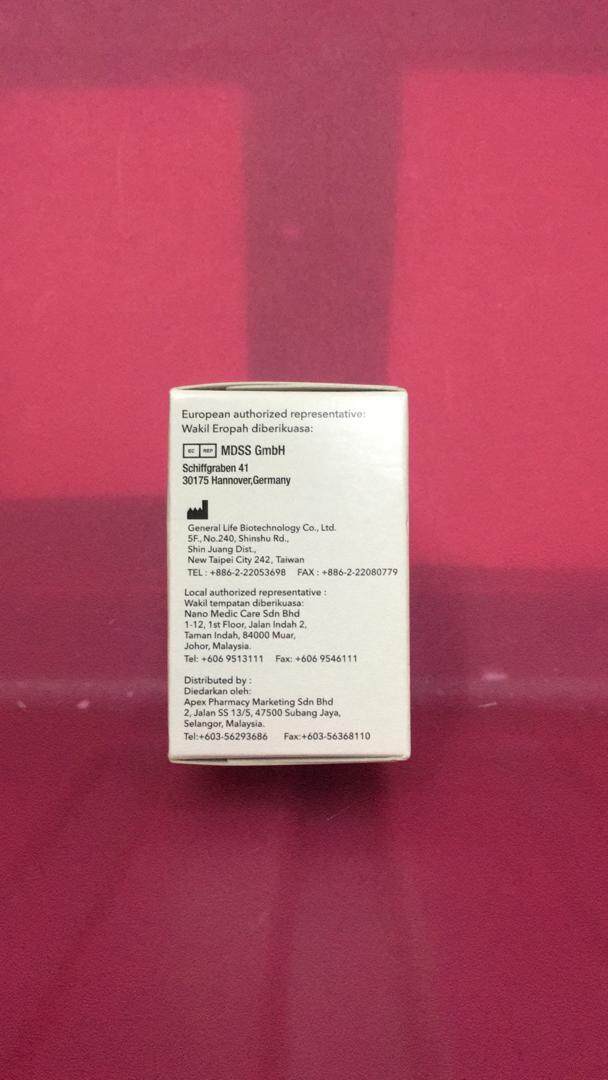 European authorized representative:
Wakil Eropah diberikuasa:
EC REP MDSS GmbH
Schiffgraben 41
30175 Hannover,Germany
General Life Biotechnology Co., Ltd.
5F., No.240, Shinshu Rd.,
Shin Juang Dist.,
New Taipei City 242, Taiwan
TEL : +886-2-22053698 FAX : +886-2-22080779
Local authorized representative :
Wakil tempatan diberikuasa:
Nano Medic Care Sdn Bhd
1-12, 1st Floor, Jalan Indah 2,
Taman Indah, 84000 Muar,
Johor, Malaysia.
Tel: +606 9513111 Fax: +606 9546111
Distributed by :
Diedarkan oleh:
Apex Pharmacy Marketing Sdn Bhd
2, Jalan SS 13/5, 47500 Subang Jaya,
Selangor, Malaysia.
Tel:+603-56293686 Fax:+603-56368110